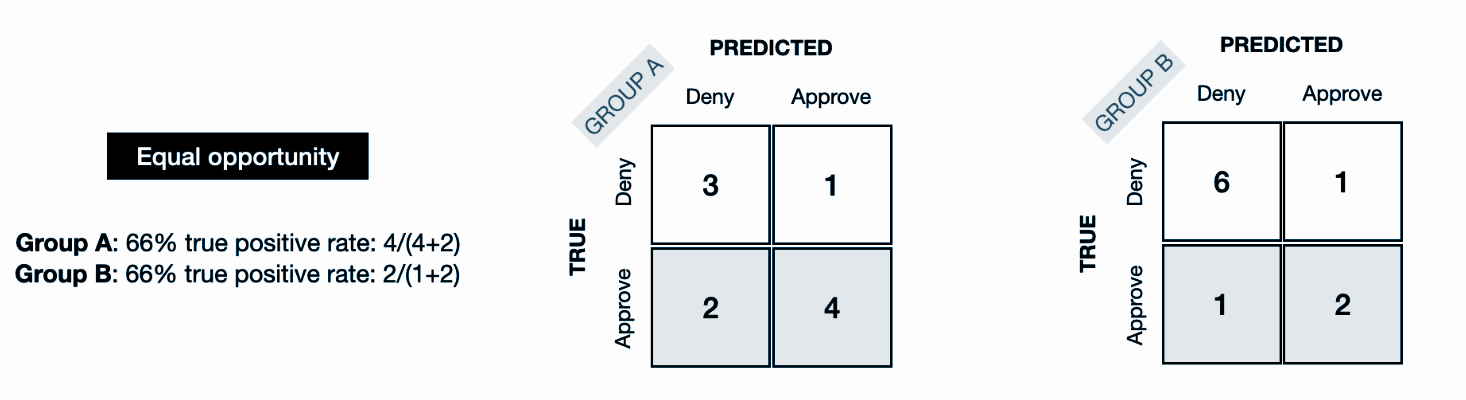 Equal opportunity
Group A: 66% true positive rate: 4/(4+2)
Group B: 66% true positive rate: 2/(1+2)
GROUP A
PREDICTED
Deny Approve
TRUE
Deny
3 1
Approve
2 4
GROUP B
PREDICTED
Deny Approve
TRUE
Deny
6 1
Approve
1 2